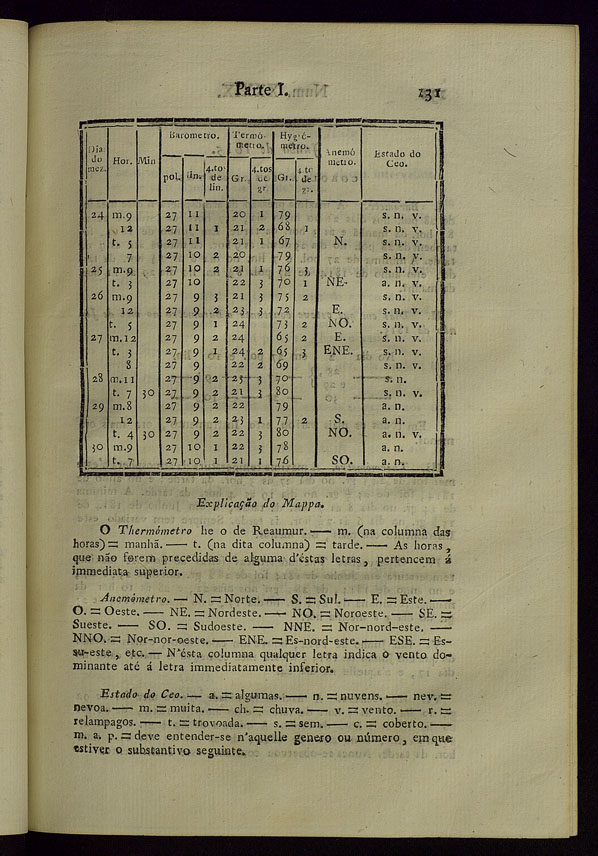 Parte I. 131
Dia do mez. Hor. Min Barometro. Termómetro. Hygrómetro. Anemómetro. Estado do Ceo.
pol. lin. 4.to de lin. Gr. 4.tos de gr. Gr. 4.to de gr.
24 m.9 27 11 20 1 79 s. n. v.
12 27 11 1 21 2 68 1 s. n. v.
t. 5 27 11 21 1 67 N. s. n. v.
7 27 10 2 20 79 s. n. v.
25 m.9 27 10 2 21 1 76 3 s. n. v.
t. 3 27 10 22 3 70 1 NE. a. n. v.
26 m.9 27 9 3 21 3 75 2 s. n. v.
12 27 9 2 23 3 72 E. s. n. v.
t. 5 27 9 1 24 73 2 NO. s. n. v.
27 m.12 27 9 2 24 65 2 E. s. n. v.
t. 3 27 9 1 24 2 65 3 ENE. s. n. v.
8 27 9 22 2 69 s. n. v.
28 m.11 27 9 2 23 3 70 s. n.
t. 7 30 27 9 2 21 3 80 s. n. v.
29 m.8 27 9 2 22 79 a. n.
12 27 9 2 23 1 77 2 S. a. n.
t. 4 30 27 9 2 22 3 80 NO. a. n. v.
30 m.9 27 10 1 22 3 78 a. n.
t. 7 27 10 1 21 1 76 SO. a. n.
Explicação do Mappa.
O Thermómetro he o de Reaumur. — m. (na columna das
horas) = manhã. — t. (na dita columna) = tarde. — As horas,
que não forem precedidas de alguma d'éstas letras, pertencem á
immediata superior.
Anemómetro. — N. = Norte. — S. = Sul. — E. = Este. —
O. = Oeste. — NE. = Nordeste. — NO. = Noroeste. — SE. =
Sueste. — SO. = Sudoeste. — NNE. = Nor-nord-este. —
NNO. = Nor-nor-oeste. — ENE. = Es-nord-este. — ESE. = Es-
su-este, etc. — N'ésta columna qualquer letra indica o vento do-
minante até á letra immediatamente inferior.
Estado do Ceo. — a. = algumas. — n. = nuvens. — nev. =
nevoa. — m. = muita. — ch. = chuva. — v. = vento. — r. =
relampagos. — t. = trovoada. — s. = sem. — c. = coberto. —
m. a. p. = deve entender-se n'aquelle genero ou número, em que
estiver o substantivo seguinte.